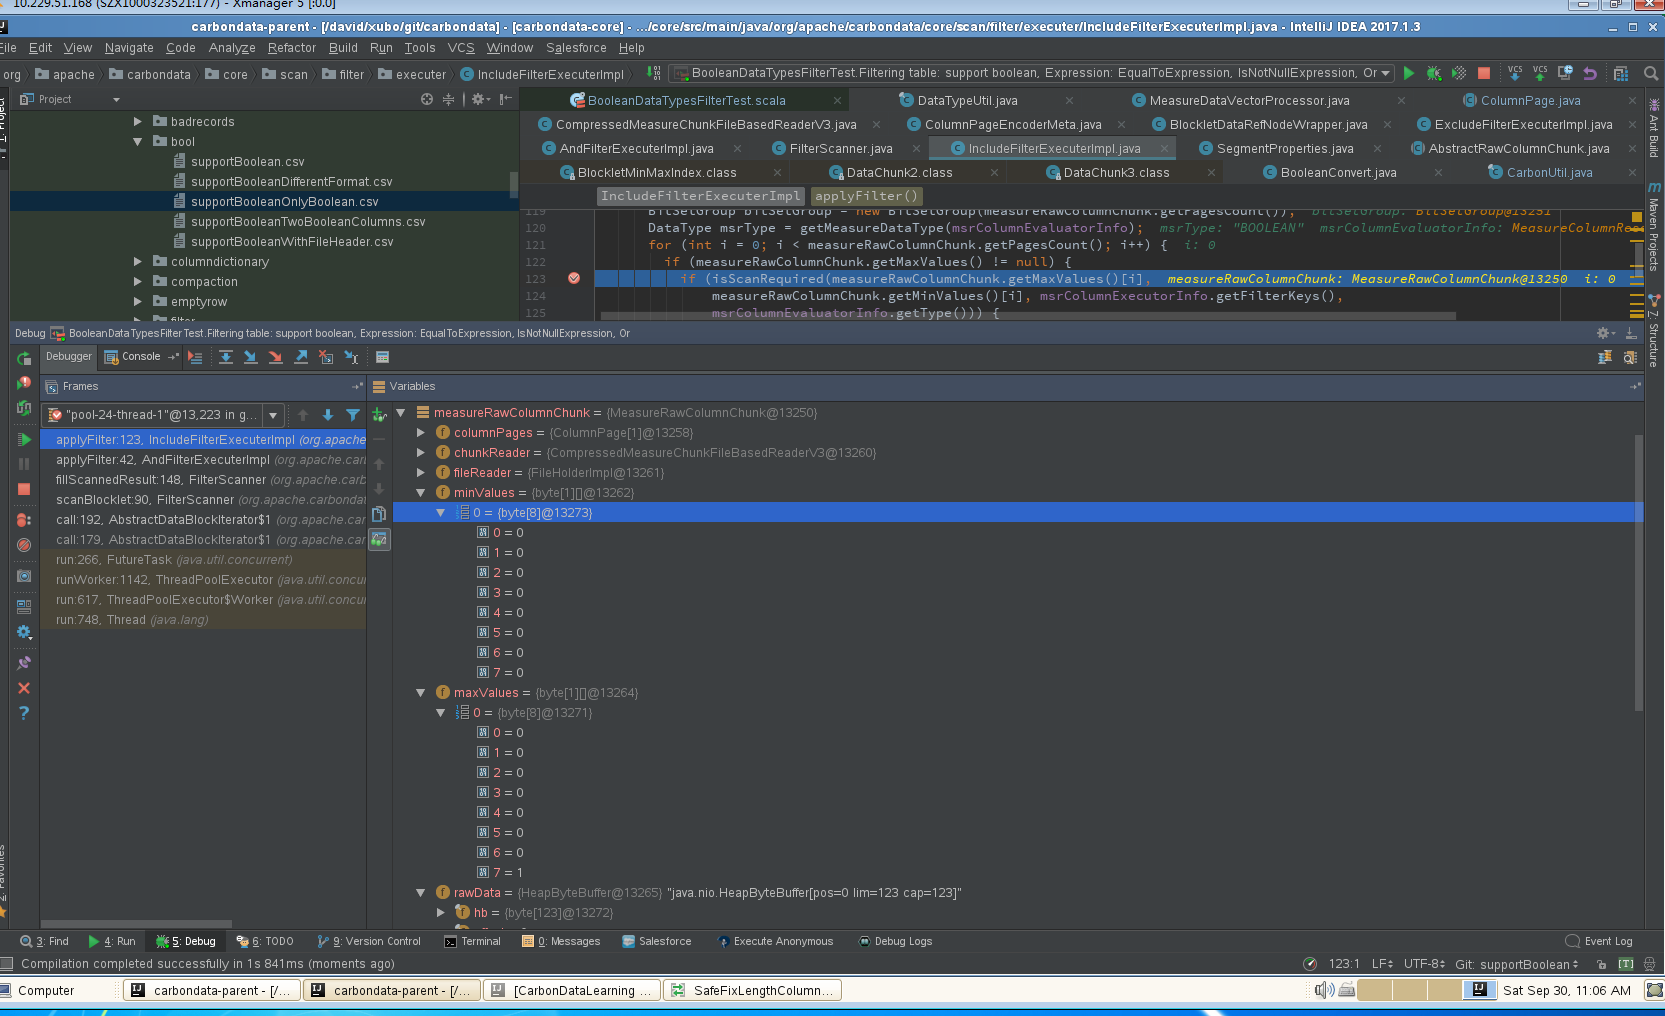 10.229.51.168 (SZX1000323521:177) - Xmanager 5 [:0.0]
carbondata-parent - [/david/xubo/git/carbondata] - [carbondata-core] - .../core/src/main/java/org/apache/carbondata/core/scan/filter/executer/IncludeFilterExecuterImpl.java - IntelliJ IDEA 2017.1.3
File Edit View Navigate Code Analyze Refactor Build Run Tools VCS Window Salesforce Help
org apache carbondata core scan filter executer IncludeFilterExecuterImpl BooleanDataTypesFilterTest.Filtering table: support boolean, Expression: EqualToExpression, IsNotNullExpression, Or
Project
BooleanDataTypesFilterTest.scala DataTypeUtil.java MeasureDataVectorProcessor.java ColumnPage.java
CompressedMeasureChunkFileBasedReaderV3.java ColumnPageEncoderMeta.java BlockletDataRefNodeWrapper.java ExcludeFilterExecuterImpl.java
AndFilterExecuterImpl.java FilterScanner.java IncludeFilterExecuterImpl.java SegmentProperties.java AbstractRawColumnChunk.java
BlockletMinMaxIndex.class DataChunk2.class DataChunk3.class BooleanConvert.java CarbonUtil.java
badrecords
bool
supportBoolean.csv
supportBooleanDifferentFormat.csv
supportBooleanOnlyBoolean.csv
supportBooleanTwoBooleanColumns.csv
supportBooleanWithFileHeader.csv
columndictionary
compaction
emptyrow
filter
IncludeFilterExecuterImpl applyFilter()
119 BitSetGroup bitSetGroup = new BitSetGroup(measureRawColumnChunk.getPagesCount()); bitSetGroup: BitSetGroup@13251
120 DataType msrType = getMeasureDataType(msrColumnEvaluatorInfo); msrType: "BOOLEAN" msrColumnEvaluatorInfo: MeasureColumnRes
121 for (int i = 0; i < measureRawColumnChunk.getPagesCount(); i++) { i: 0
122 if (measureRawColumnChunk.getMaxValues() != null) {
123 if (isScanRequired(measureRawColumnChunk.getMaxValues()[i], measureRawColumnChunk: MeasureRawColumnChunk@13250 i: 0
124 measureRawColumnChunk.getMinValues()[i], msrColumnExecutorInfo.getFilterKeys(),
125 msrColumnEvaluatorInfo.getType())) {
Ant Build
Maven Projects
Z: Structure
1: Project
2: Favorites
Debug BooleanDataTypesFilterTest.Filtering table: support boolean, Expression: EqualToExpression, IsNotNullExpression, Or
Debugger Console
Frames
"pool-24-thread-1"@13,223 in g...
applyFilter:123, IncludeFilterExecuterImpl (org.apache
applyFilter:42, AndFilterExecuterImpl (org.apache.carb
fillScannedResult:148, FilterScanner (org.apache.carb
scanBlocklet:90, FilterScanner (org.apache.carbondat
call:192, AbstractDataBlockIterator$1 (org.apache.car
call:179, AbstractDataBlockIterator$1 (org.apache.car
run:266, FutureTask (java.util.concurrent)
runWorker:1142, ThreadPoolExecutor (java.util.concu
run:617, ThreadPoolExecutor$Worker (java.util.concu
run:748, Thread (java.lang)
Variables
measureRawColumnChunk = {MeasureRawColumnChunk@13250}
columnPages = {ColumnPage[1]@13258}
chunkReader = {CompressedMeasureChunkFileBasedReaderV3@13260}
fileReader = {FileHolderImpl@13261}
minValues = {byte[1][]@13262}
0 = {byte[8]@13273}
0 = 0
1 = 0
2 = 0
3 = 0
4 = 0
5 = 0
6 = 0
7 = 0
maxValues = {byte[1][]@13264}
0 = {byte[8]@13271}
0 = 0
1 = 0
2 = 0
3 = 0
4 = 0
5 = 0
6 = 0
7 = 1
rawData = {HeapByteBuffer@13265} "java.nio.HeapByteBuffer[pos=0 lim=123 cap=123]"
hb = {byte[123]@13272}
3: Find 4: Run 5: Debug 6: TODO 9: Version Control Terminal 0: Messages Salesforce Execute Anonymous Debug Logs Event Log
Compilation completed successfully in 1s 841ms (moments ago) 123:1 LF UTF-8 Git: supportBoolean [T]
Computer carbondata-parent - [/... carbondata-parent - [/... [CarbonDataLearning ... SafeFixLengthColumn... Sat Sep 30, 11:06 AM